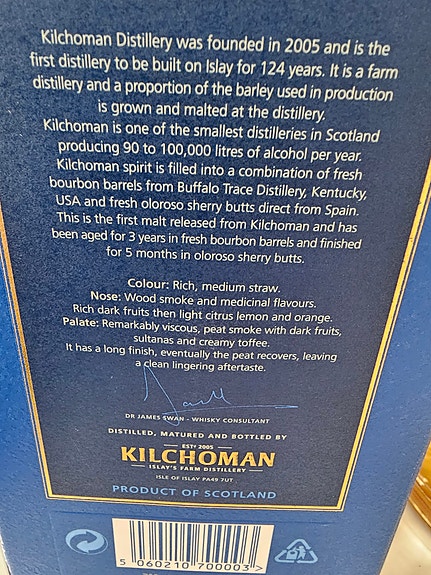 Kilchoman Distillery was founded in 2005 and is the
first distillery to be built on Islay for 124 years. It is a farm
distillery and a proportion of the barley used in production
is grown and malted at the distillery.
Kilchoman is one of the smallest distilleries in Scotland
producing 90 to 100,000 litres of alcohol per year.
Kilchoman spirit is filled into a combination of fresh
bourbon barrels from Buffalo Trace Distillery, Kentucky,
USA and fresh oloroso sherry butts direct from Spain.
This is the first malt released from Kilchoman and has
been aged for 3 years in fresh bourbon barrels and finished
for 5 months in oloroso sherry butts.
Colour: Rich, medium straw.
Nose: Wood smoke and medicinal flavours.
Rich dark fruits then light citrus lemon and orange.
Palate: Remarkably viscous, peat smoke with dark fruits,
sultanas and creamy toffee.
It has a long finish, eventually the peat recovers, leaving
a clean lingering aftertaste.
DR JAMES SWAN - WHISKY CONSULTANT
DISTILLED, MATURED AND BOTTLED BY
ESTD 2005
KILCHOMAN
ISLAY'S FARM DISTILLERY
ISLE OF ISLAY PA49 7UT
PRODUCT OF SCOTLAND
5 060210 700003 >